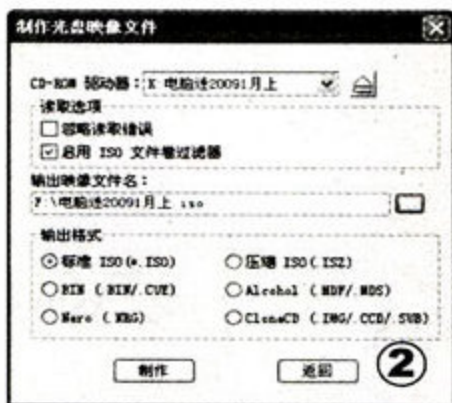 制作光盘映像文件
CD-ROM 驱动器： K 电脑迷20091月上
读取选项
忽略读取错误
启用 ISO 文件卷过滤器
输出映像文件名：
F:\电脑迷20091月上.iso
输出格式
标准 ISO(*.ISO)
压缩 ISO(.ISZ)
BIN (.BIN/.CUE)
Alcohol (.MDF/.MDS)
Nero (.NRG)
CloneCD (.IMG/.CCD/.SUB)
制作
返回
2